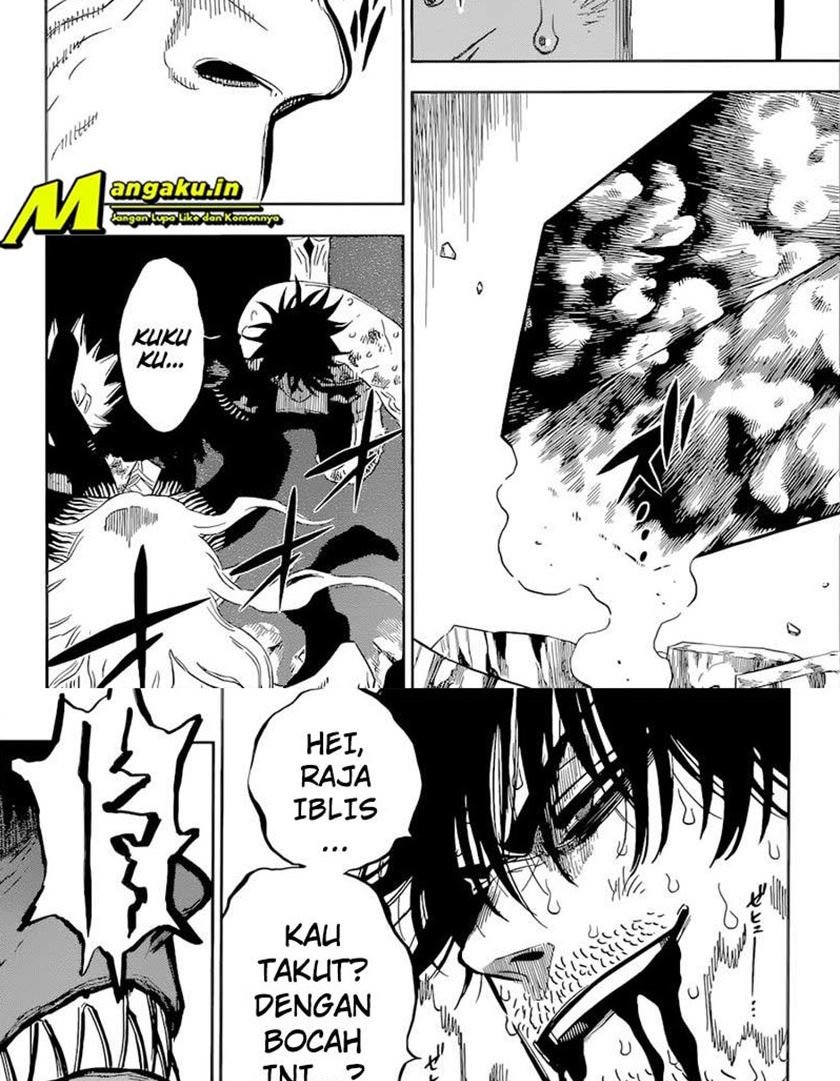 Mangaku.in
Jangan Lupa Like dan Komennya
KUKU
KU...
HEI,
RAJA
IBLIS
...
KAU
TAKUT?
DENGAN
BOCAH
INI...?